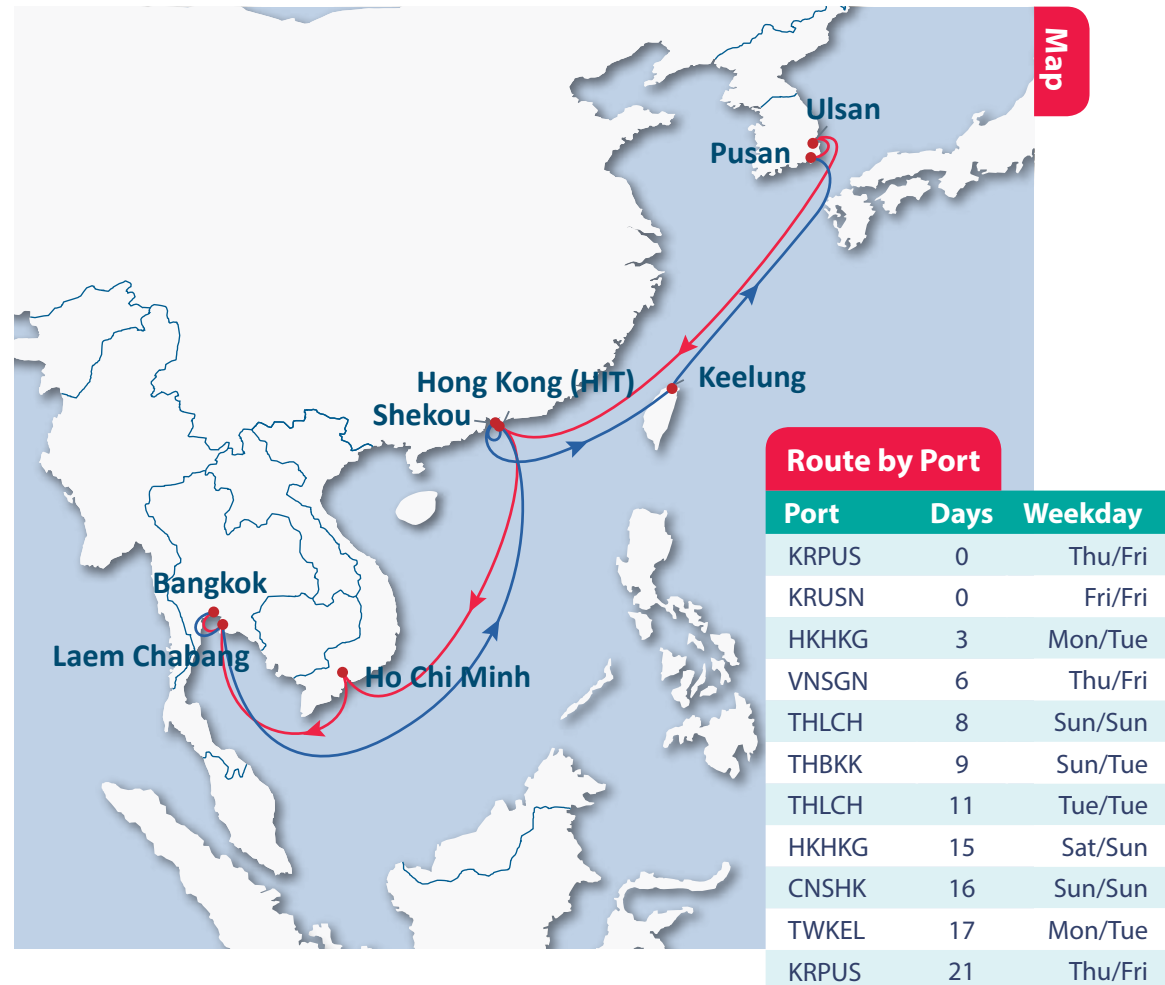 Map
Ulsan
Pusan
Hong Kong (HIT)
Keelung
Shekou
Bangkok
Laem Chabang
Ho Chi Minh
Route by Port
Port Days Weekday
KRPUS 0 Thu/Fri
KRUSN 0 Fri/Fri
HKHKG 3 Mon/Tue
VNSGN 6 Thu/Fri
THLCH 8 Sun/Sun
THBKK 9 Sun/Tue
THLCH 11 Tue/Tue
HKHKG 15 Sat/Sun
CNSHK 16 Sun/Sun
TWKEL 17 Mon/Tue
KRPUS 21 Thu/Fri